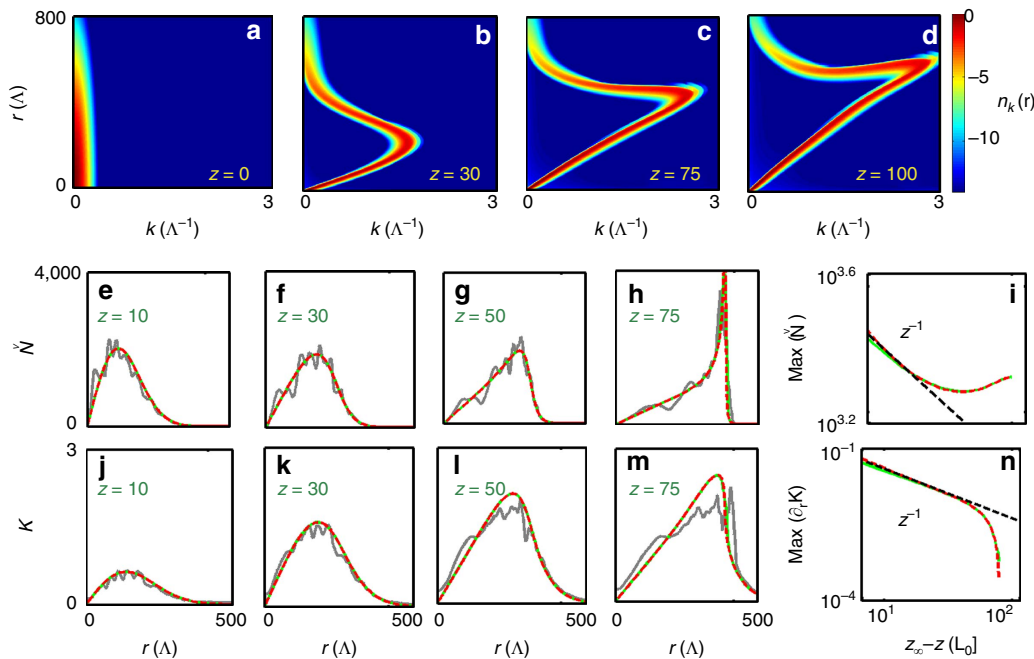 800 a b c d 0
r (Λ) −5
n_k(r)
−10
0 z = 0 z = 30 z = 75 z = 100
0 3 0 3 0 3 0 3
k (Λ⁻¹) k (Λ⁻¹) k (Λ⁻¹) k (Λ⁻¹)
4,000 e f g h 10^3.6 i
z = 10 z = 30 z = 50 z = 75 z⁻¹
Ň Max (Ň)
0 10^3.2
3 j k l m 10⁻¹ n
z = 10 z = 30 z = 50 z = 75
K z⁻¹ Max (∂_rK)
0 10⁻⁴
0 500 0 500 0 500 0 500 10¹ 10²
r (Λ) r (Λ) r (Λ) r (Λ) z_∞–z (L₀]